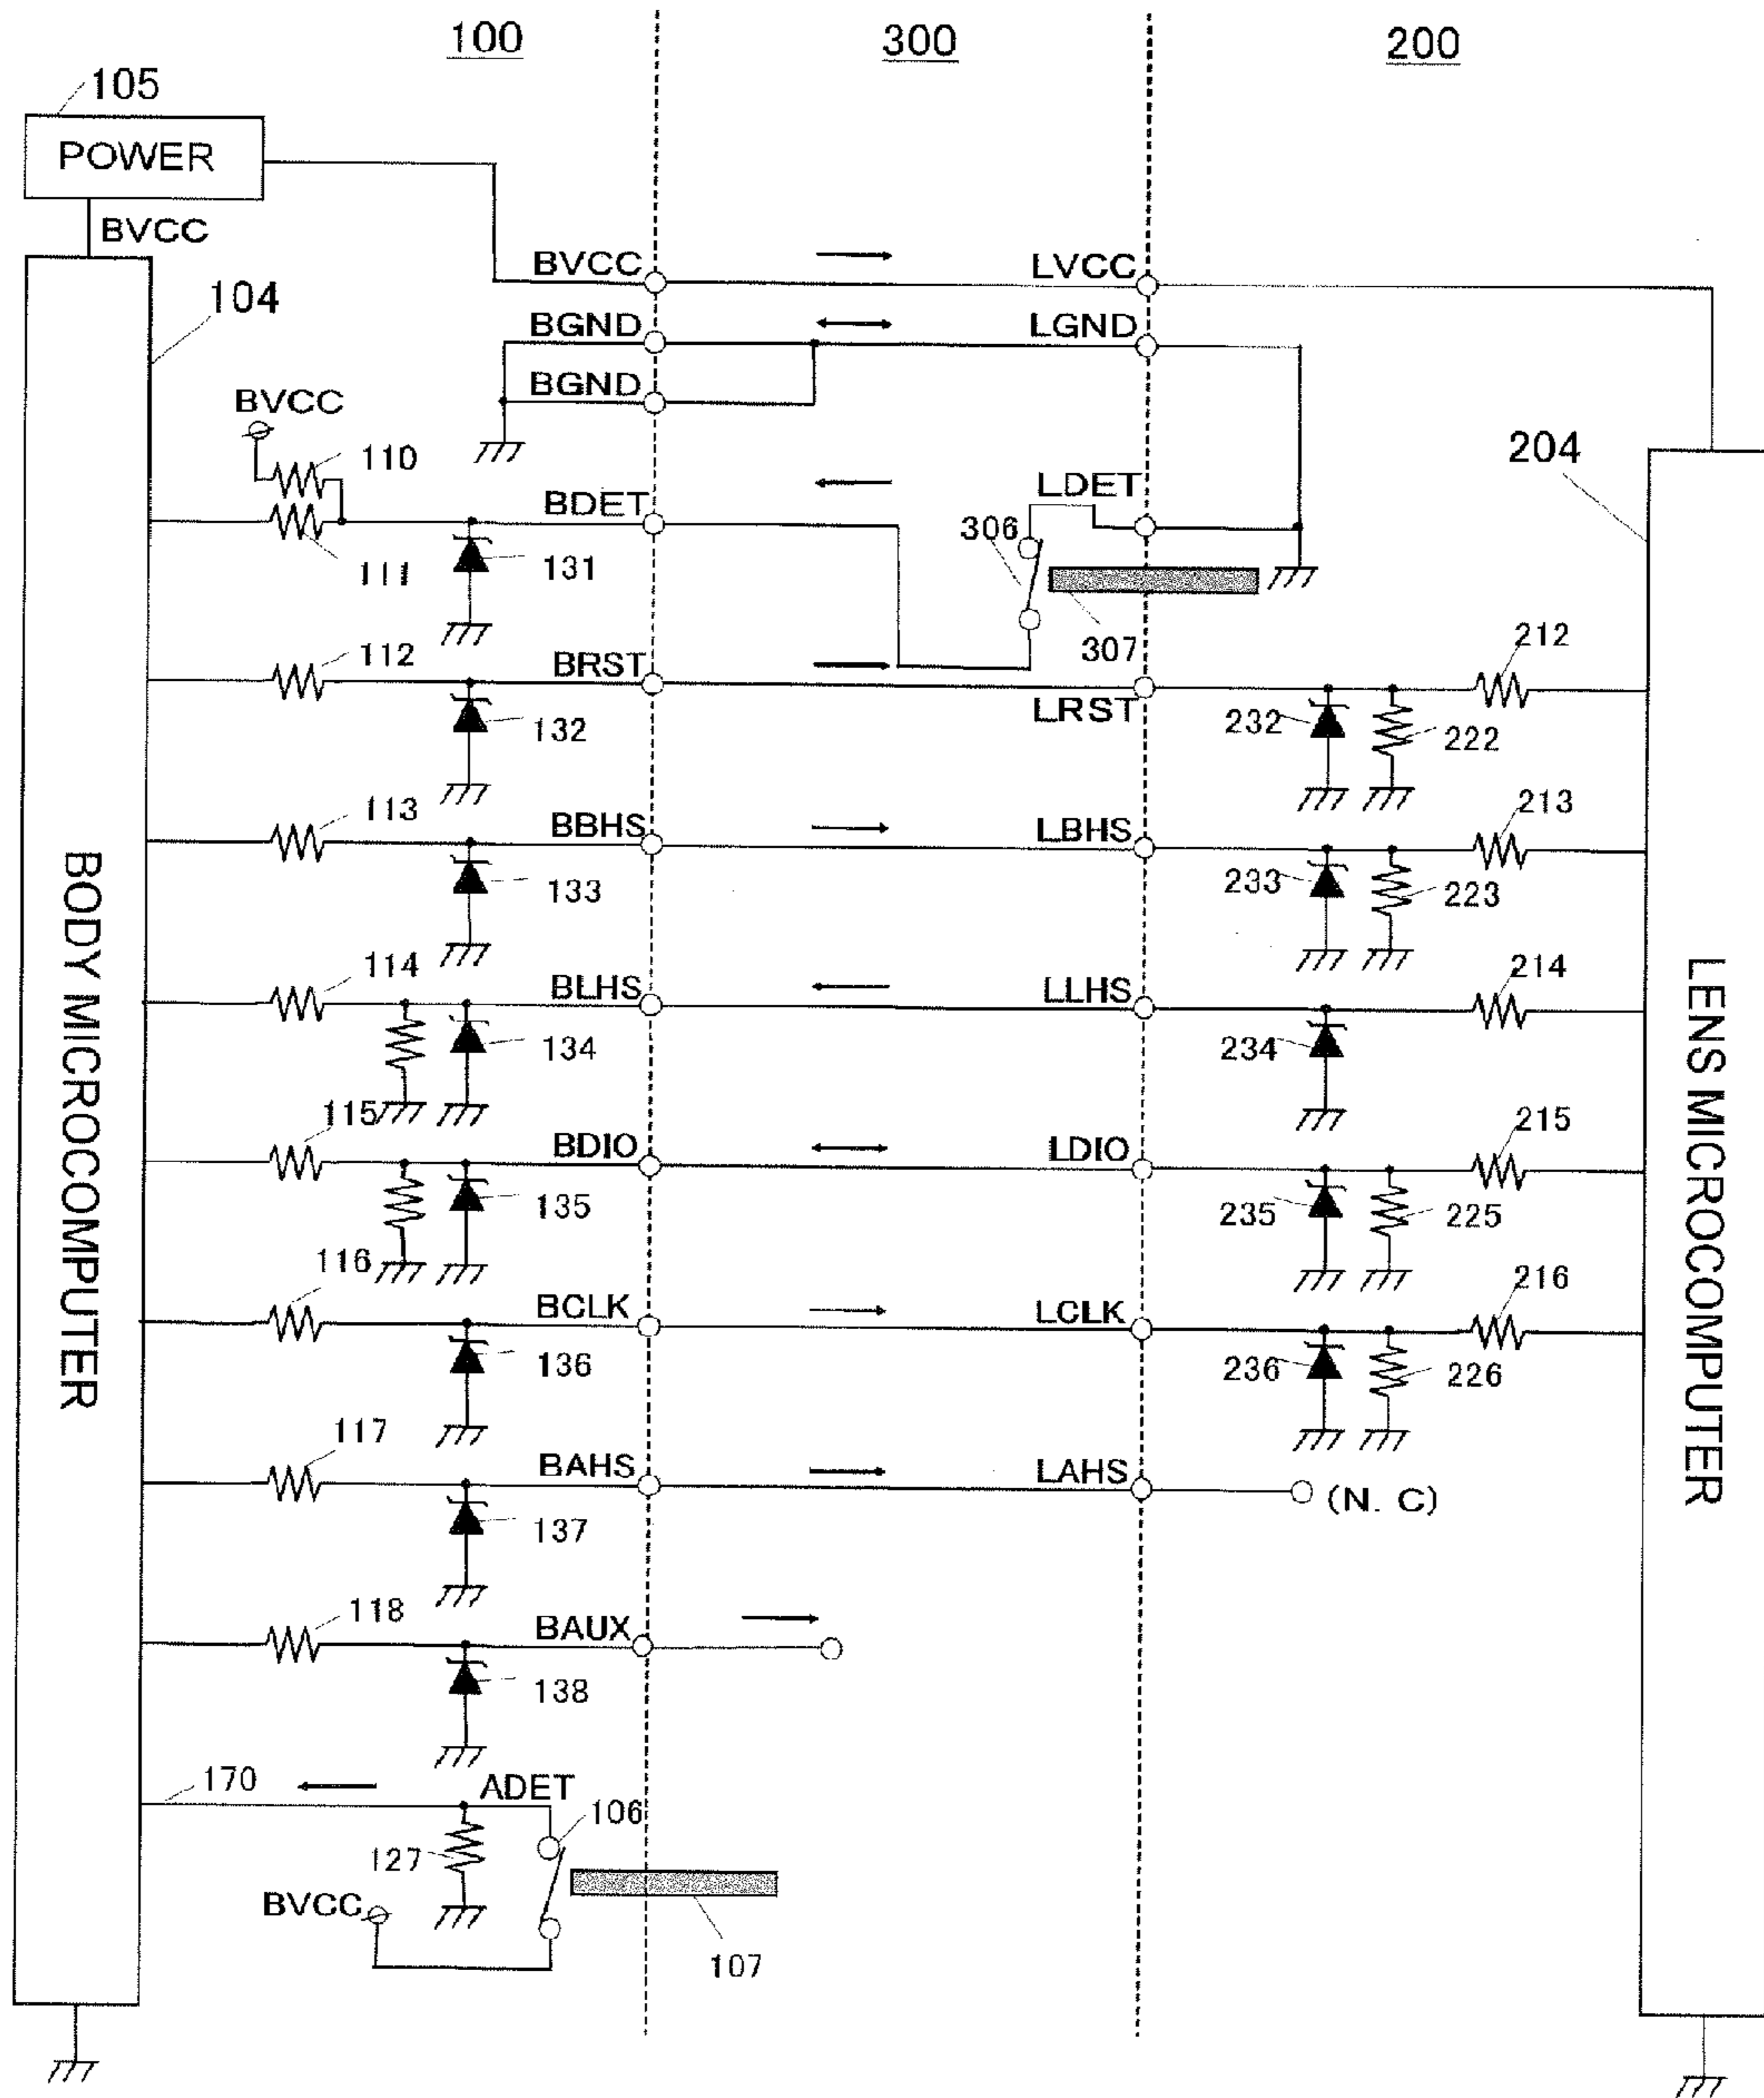 100
300
200
105
POWER
BVCC
BVCC
LVCC
104
BGND
LGND
BGND
BVCC
110
204
BDET
LDET
306
111
131
307
212
112
BRST
LRST
132
232
222
213
113
BBHS
LBHS
133
233
223
BODY MICROCOMPUTER
LENS MICROCOMPUTER
114
214
BLHS
LLHS
134
234
115
215
BDIO
LDIO
135
235
225
116
216
BCLK
LCLK
136
236
226
117
BAHS
LAHS
(N. C)
137
118
BAUX
138
170
ADET
106
127
BVCC
107